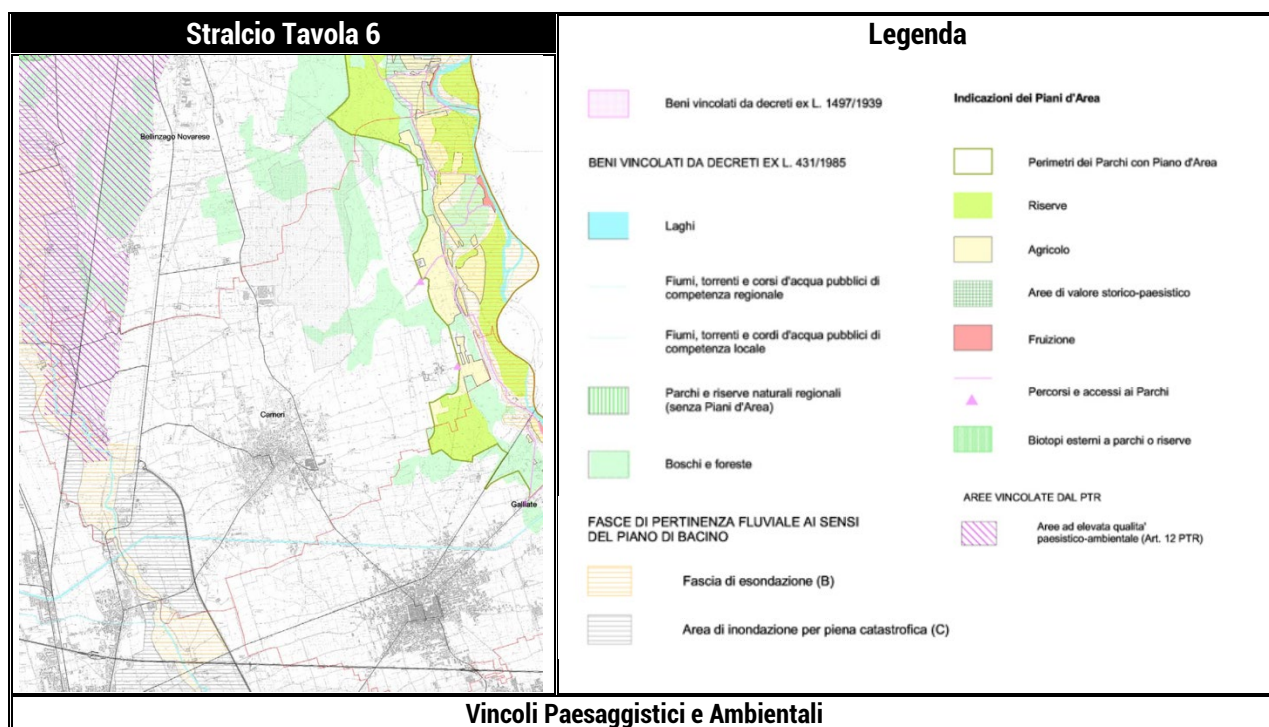 Stralcio Tavola 6
Bellinzago Novarese
Cameri
Galliate
Legenda
Beni vincolati da decreti ex L. 1497/1939
BENI VINCOLATI DA DECRETI EX L. 431/1985
Laghi
Fiumi, torrenti e corsi d'acqua pubblici di
competenza regionale
Fiumi, torrenti e cordi d'acqua pubblici di
competenza locale
Parchi e riserve naturali regionali
(senza Piani d'Area)
Boschi e foreste
FASCE DI PERTINENZA FLUVIALE AI SENSI
DEL PIANO DI BACINO
Fascia di esondazione (B)
Area di inondazione per piena catastrofica (C)
Indicazioni dei Piani d'Area
Perimetri dei Parchi con Piano d'Area
Riserve
Agricolo
Aree di valore storico-paesistico
Fruizione
Percorsi e accessi ai Parchi
Biotopi esterni a parchi o riserve
AREE VINCOLATE DAL PTR
Aree ad elevata qualita'
paesistico-ambientale (Art. 12 PTR)
Vincoli Paesaggistici e Ambientali